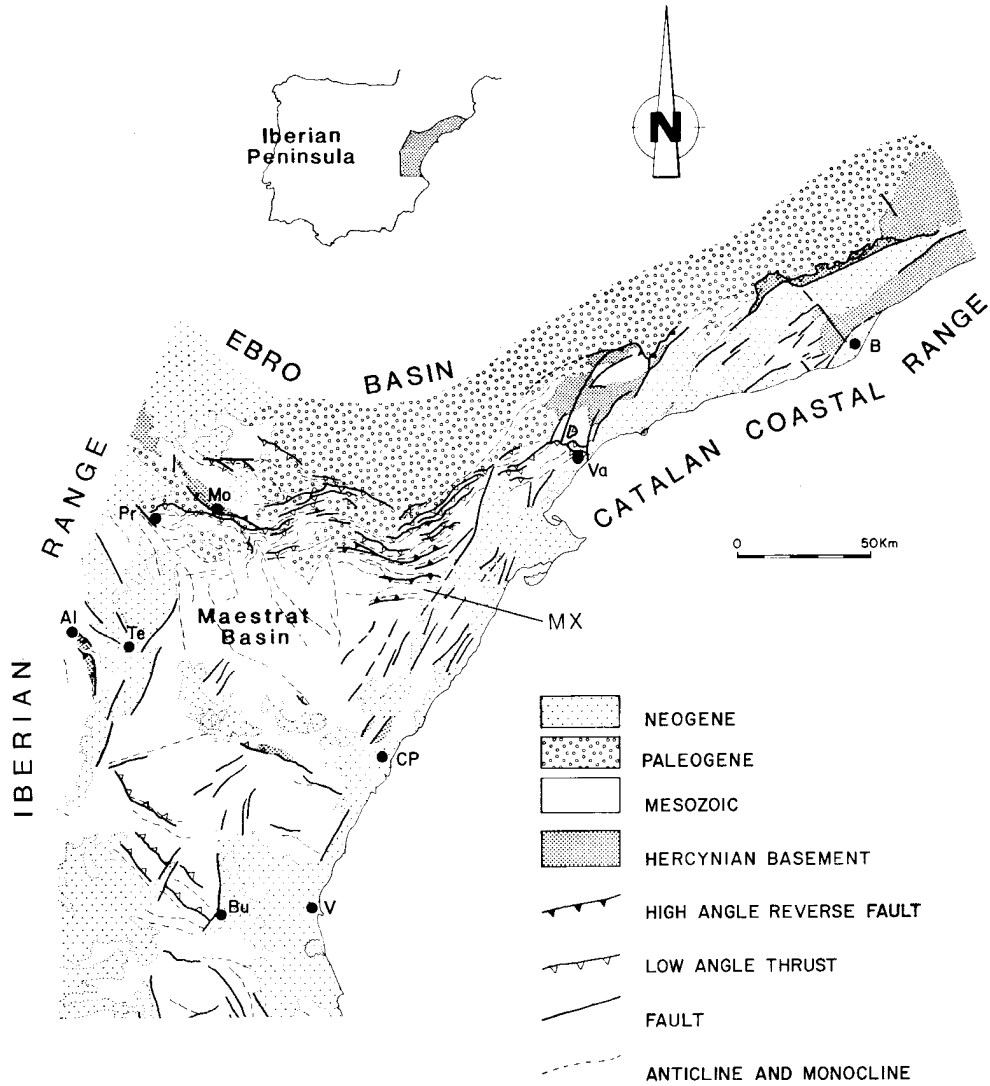 Iberian
Peninsula
N
EBRO BASIN
IBERIAN RANGE
CATALAN COASTAL RANGE
B
Va
Mo
Pr
0 50Km
Al
Te
Maestrat
Basin
MX
CP
Bu
V
NEOGENE
PALEOGENE
MESOZOIC
HERCYNIAN BASEMENT
HIGH ANGLE REVERSE FAULT
LOW ANGLE THRUST
FAULT
ANTICLINE AND MONOCLINE